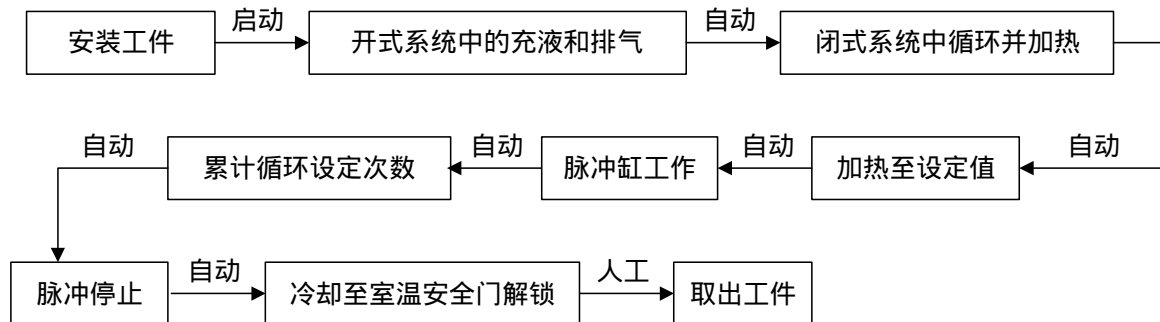 安装工件
启动
开式系统中的充液和排气
自动
闭式系统中循环并加热
自动
加热至设定值
自动
脉冲缸工作
自动
累计循环设定次数
自动
脉冲停止
自动
冷却至室温安全门解锁
人工
取出工件